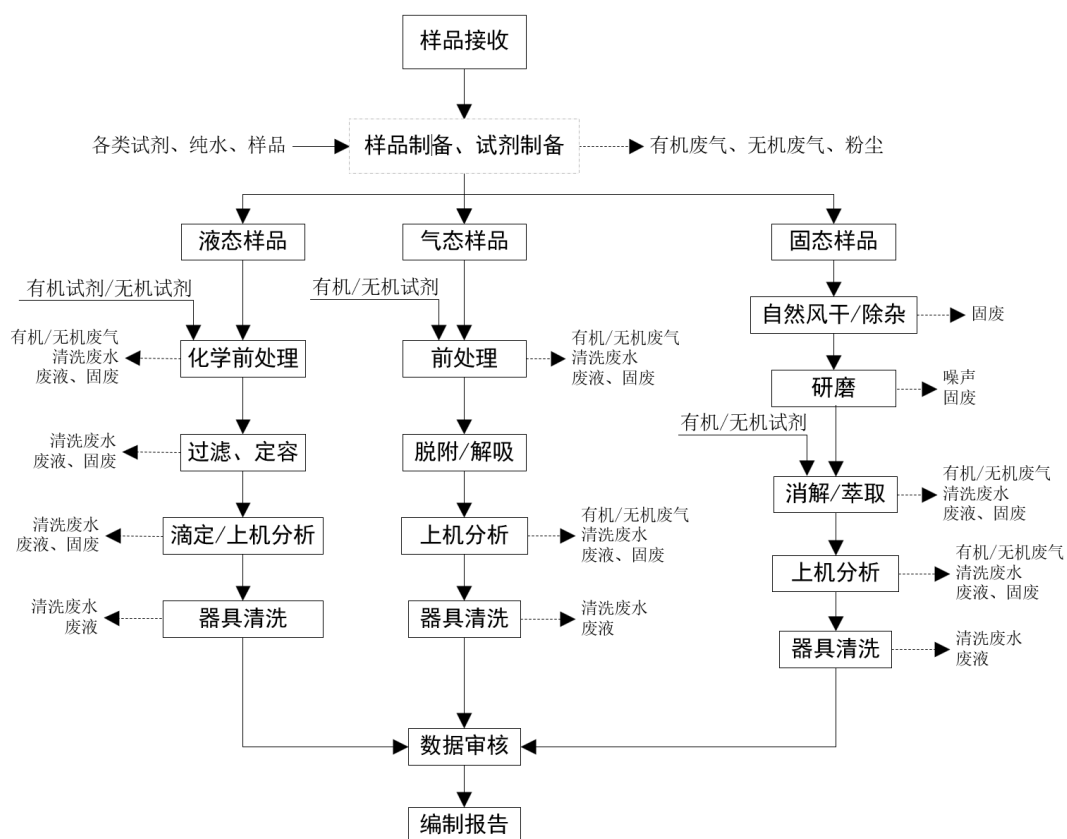 样品接收
各类试剂、纯水、样品
样品制备、试剂制备
有机废气、无机废气、粉尘
液态样品
气态样品
固态样品
有机试剂/无机试剂
有机/无机试剂
自然风干/除杂
固废
有机/无机废气
清洗废水
废液、固废
化学前处理
前处理
有机/无机废气
清洗废水
废液、固废
研磨
噪声
固废
有机/无机试剂
清洗废水
废液、固废
过滤、定容
脱附/解吸
消解/萃取
有机/无机废气
清洗废水
废液、固废
清洗废水
废液、固废
滴定/上机分析
上机分析
有机/无机废气
清洗废水
废液、固废
上机分析
有机/无机废气
清洗废水
废液、固废
清洗废水
废液
器具清洗
器具清洗
清洗废水
废液
器具清洗
清洗废水
废液
数据审核
编制报告